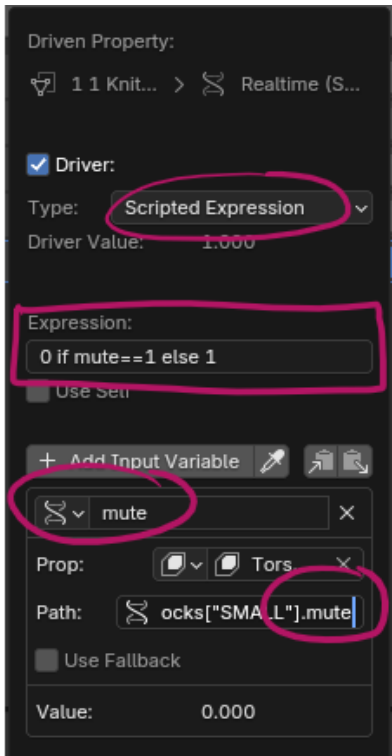 Driven Property:
1 1 Knit... > Realtime (S...
Driver:
Type: Scripted Expression
Driver Value: 1.000
Expression:
0 if mute==1 else 1
Use Self
+ Add Input Variable
mute
Prop: Tors
Path: ocks["SMALL"].mute
Use Fallback
Value: 0.000